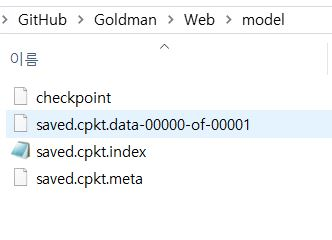 > GitHub > Goldman > Web > model
이름
checkpoint
saved.cpkt.data-00000-of-00001
saved.cpkt.index
saved.cpkt.meta